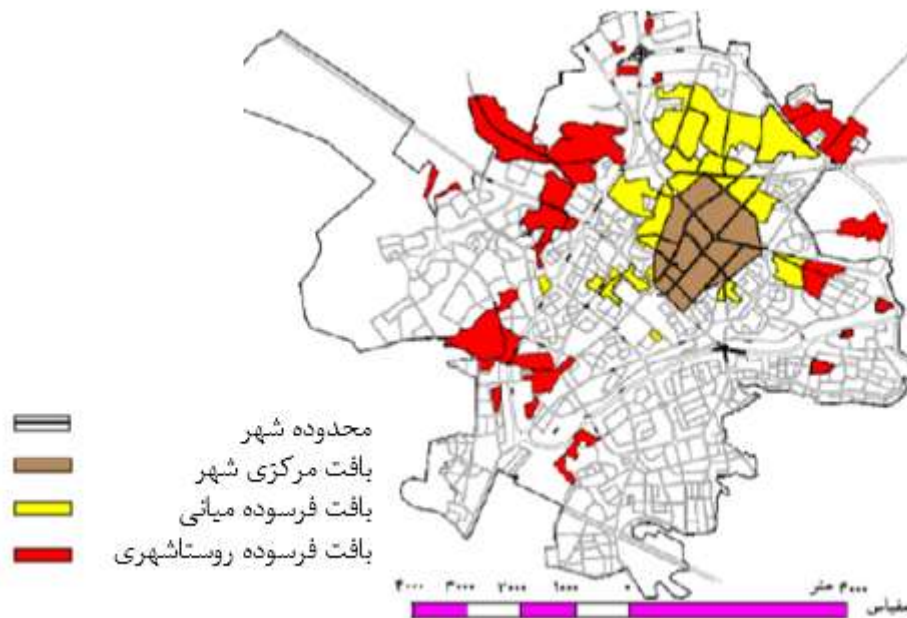 محدوده شهر
بافت مرکزی شهر
بافت فرسوده میانی
بافت فرسوده روستاشهری
۴۰۰۰ ۳۰۰۰ ۲۰۰۰ ۱۰۰۰ ۰ ۴۰۰۰ متر
مقیاس